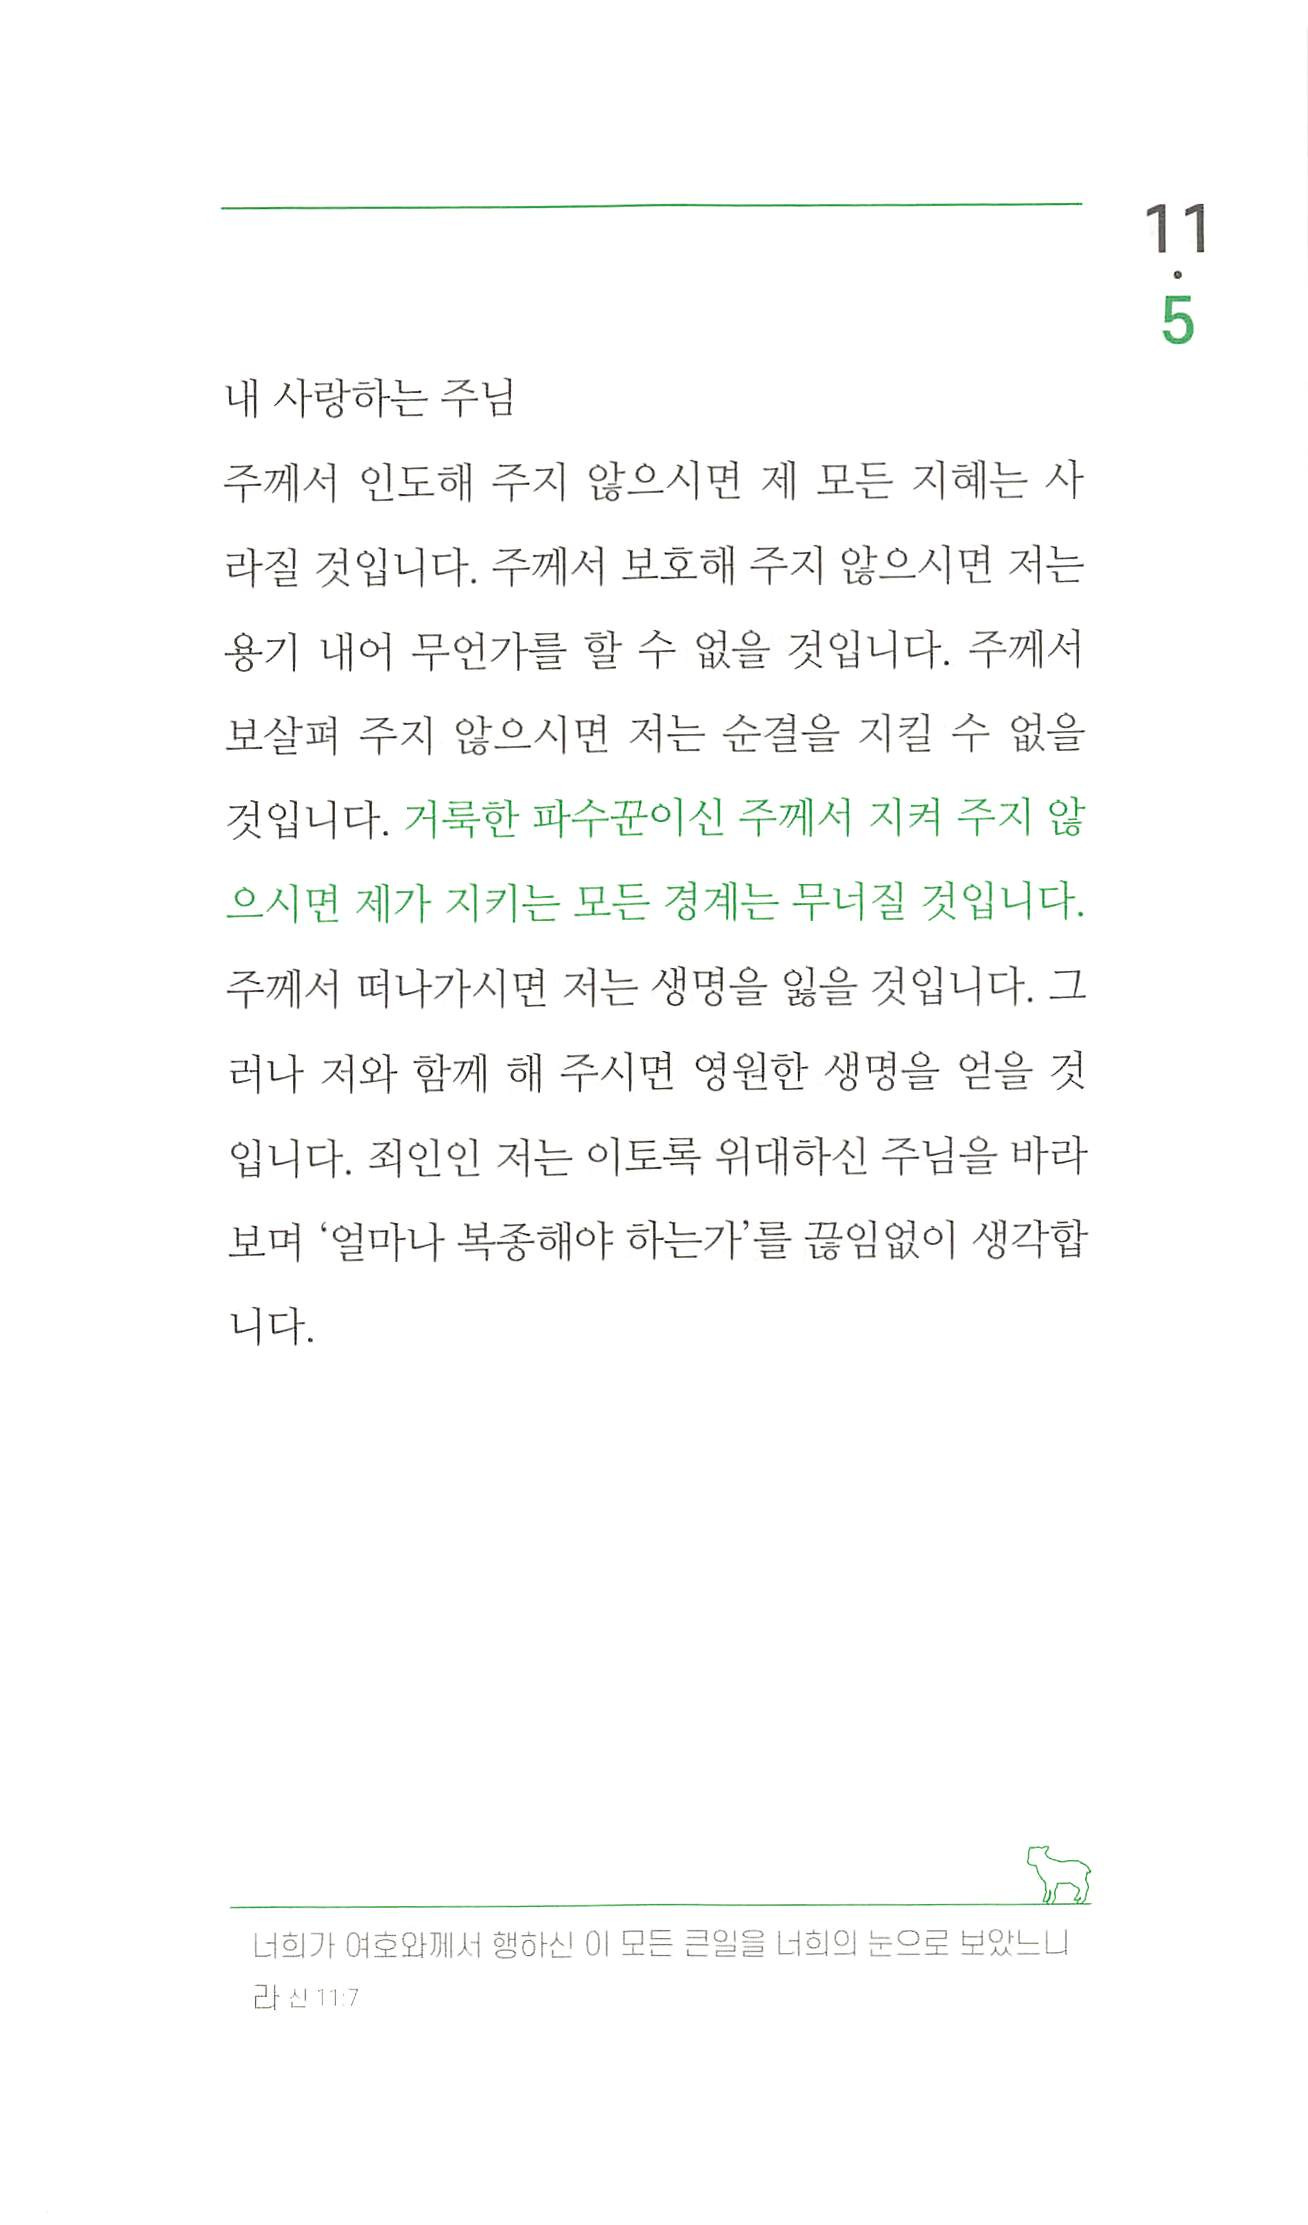 11
·
5
내 사랑하는 주님
주께서 인도해 주지 않으시면 제 모든 지혜는 사
라질 것입니다. 주께서 보호해 주지 않으시면 저는
용기 내어 무언가를 할 수 없을 것입니다. 주께서
보살펴 주지 않으시면 저는 순결을 지킬 수 없을
것입니다. 거룩한 파수꾼이신 주께서 지켜 주지 않
으시면 제가 지키는 모든 경계는 무너질 것입니다.
주께서 떠나가시면 저는 생명을 잃을 것입니다. 그
러나 저와 함께 해 주시면 영원한 생명을 얻을 것
입니다. 죄인인 저는 이토록 위대하신 주님을 바라
보며 ‘얼마나 복종해야 하는가’를 끊임없이 생각합
니다.
너희가 여호와께서 행하신 이 모든 큰일을 너희의 눈으로 보았느니
라 신 11:7